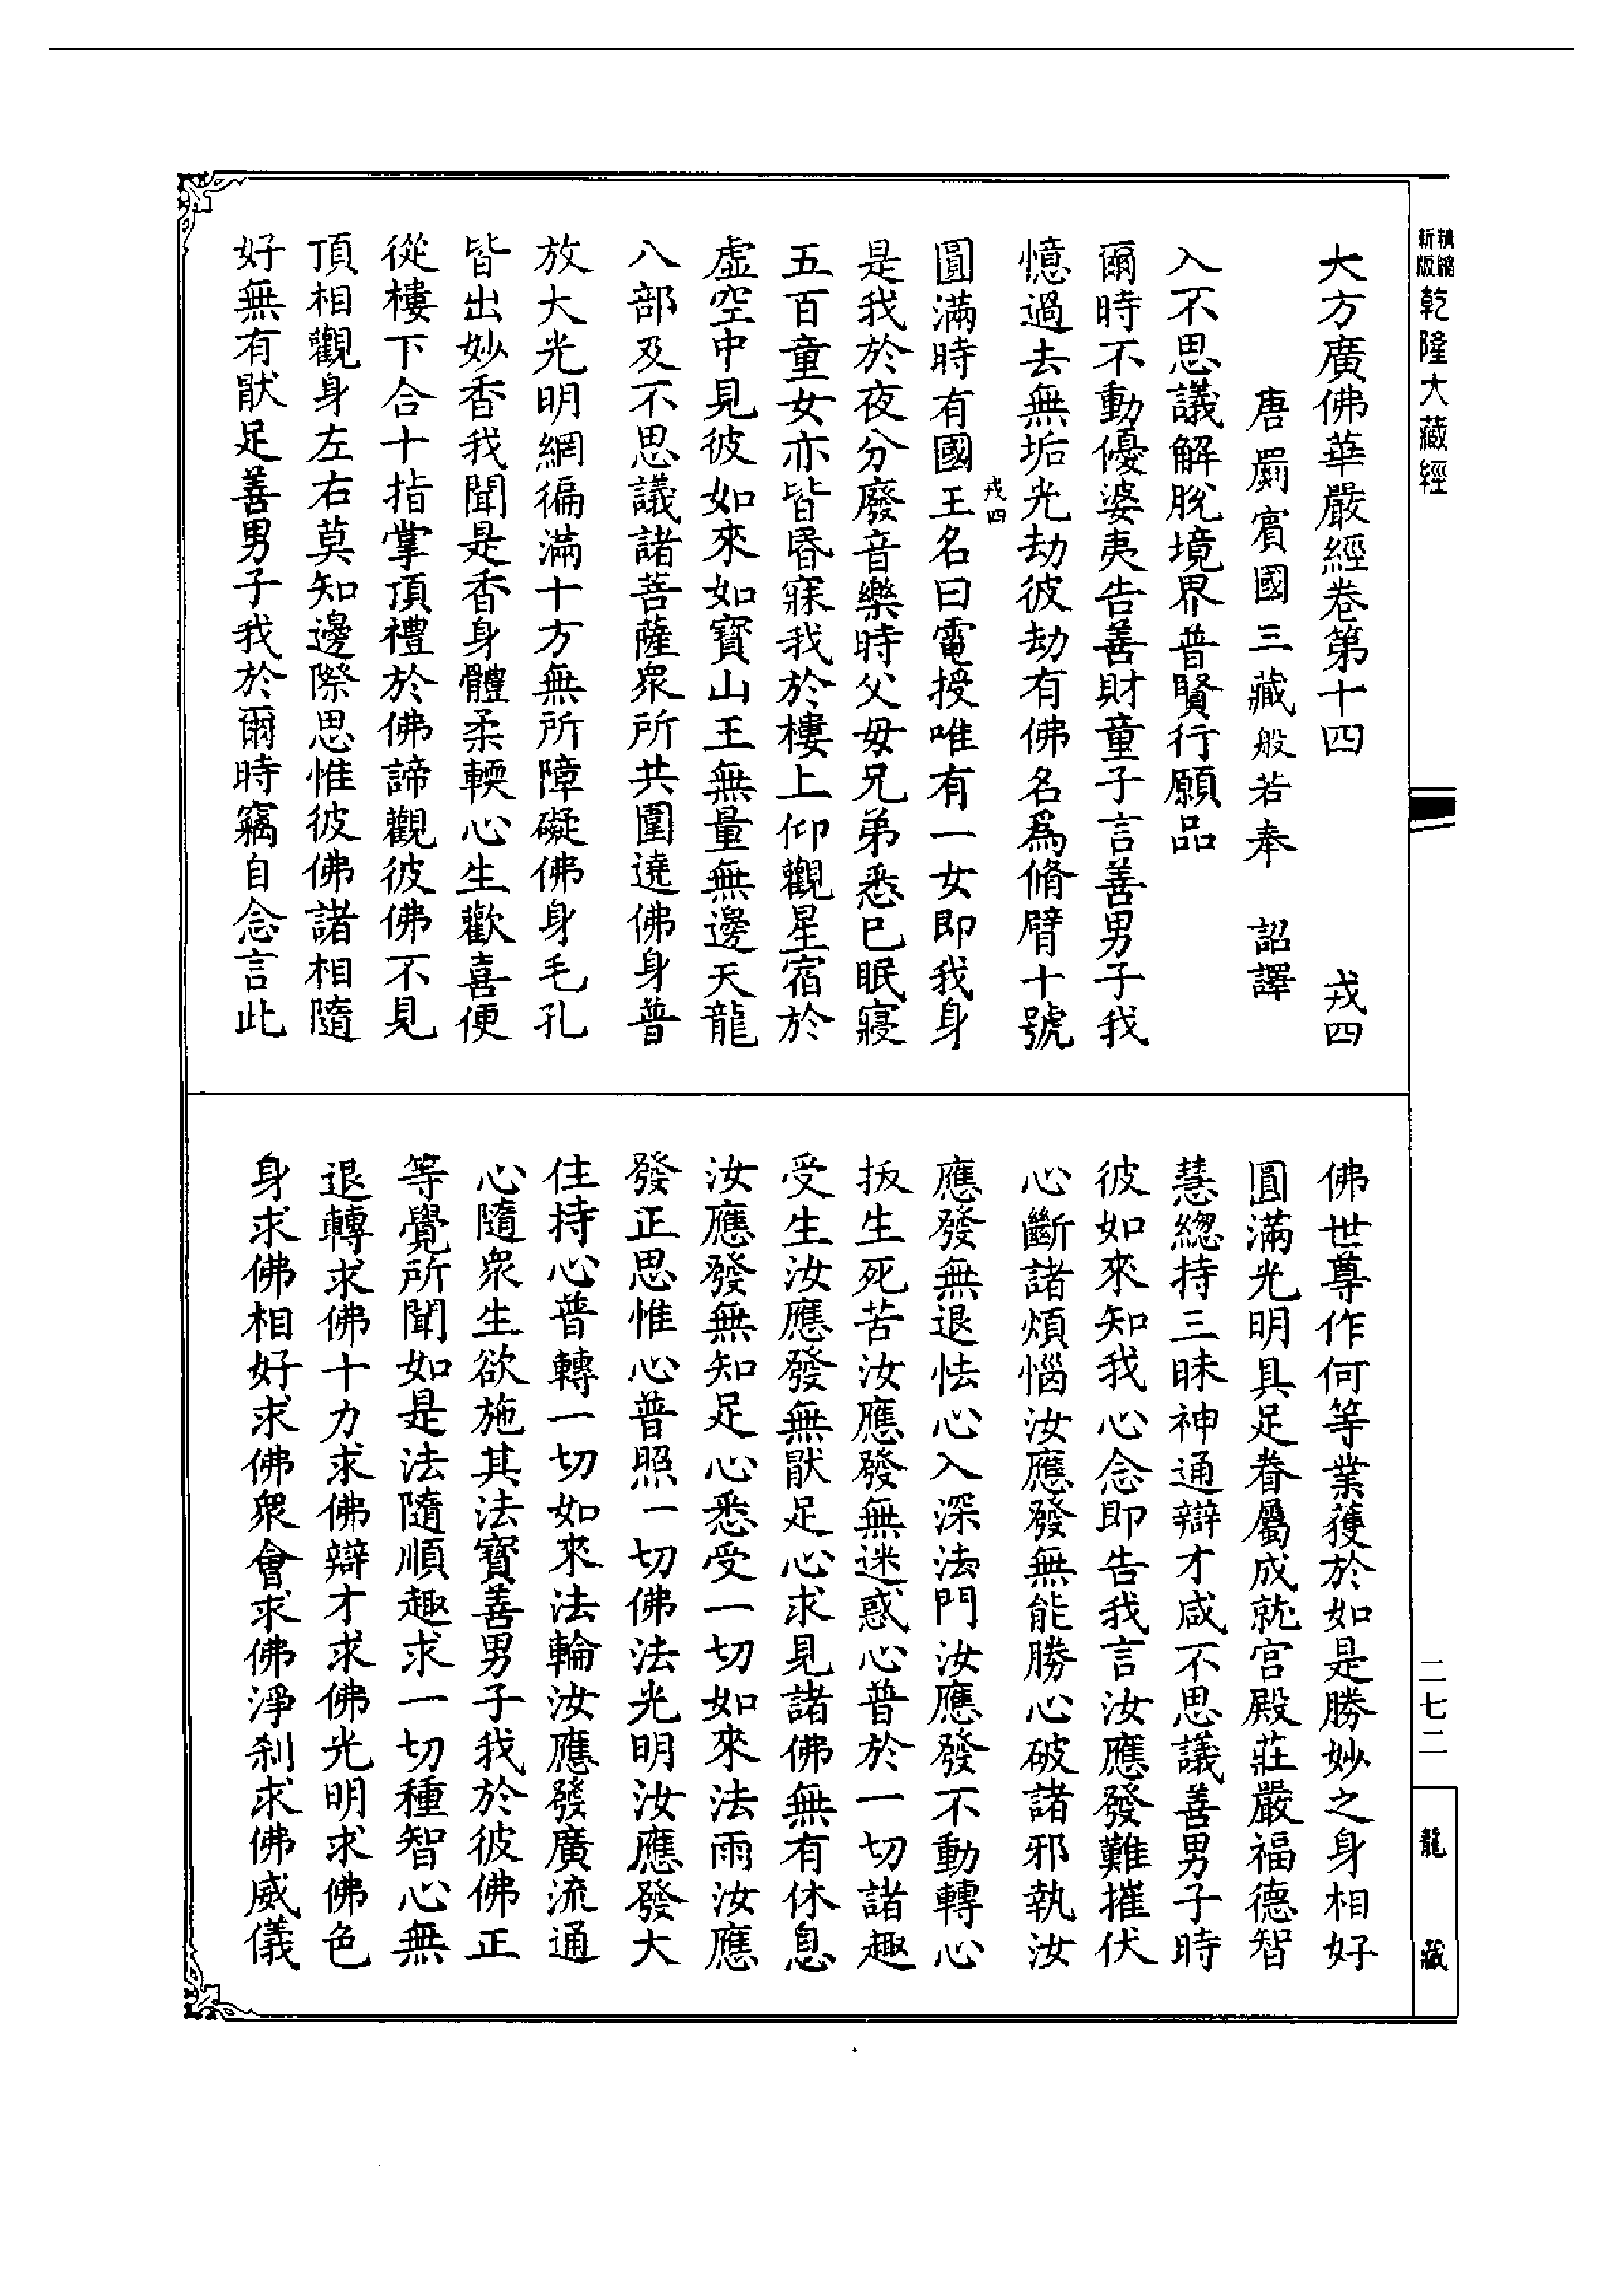 精縮新版乾隆大藏經
大方廣佛華嚴經卷第十四 戎四
唐罽賓國三藏般若奉 詔譯
入不思議解脫境界普賢行願品
爾時不動優婆夷告善財童子言善男子我
憶過去無垢光劫彼劫有佛名爲脩臂十號
戎四
圓滿時有國王名曰電授唯有一女即我身
是我於夜分廢音樂時父母兄弟悉已眠寢
五百童女亦皆昬寐我於樓上仰觀星宿於
虛空中見彼如來如寶山王無量無邊天龍
八部及不思議諸菩薩衆所共圍遶佛身普
放大光明網徧滿十方無所障礙佛身毛孔
皆出妙香我聞是香身體柔輭心生歡喜便
從樓下合十指掌頂禮於佛諦觀彼佛不見
頂相觀身左右莫知邊際思惟彼佛諸相隨
好無有猒足善男子我於爾時竊自念言此
佛世尊作何等業獲於如是勝妙之身相好
圓滿光明具足眷屬成就宮殿莊嚴福德智
慧總持三昧神通辯才咸不思議善男子時
彼如來知我心念即告我言汝應發難摧伏
心斷諸煩惱汝應發無能勝心破諸邪執汝
應發無退怯心入深法門汝應發不動轉心
扳生死苦汝應發無迷惑心普於一切諸趣
受生汝應發無猒足心求見諸佛無有休息
汝應發無知足心悉受一切如來法雨汝應
發正思惟心普照一切佛法光明汝應發大
住持心普轉一切如來法輪汝應發廣流通
心隨衆生欲施其法寶善男子我於彼佛正
等覺所聞如是法隨順趣求一切種智心無
退轉求佛十力求佛辯才求佛光明求佛色
身求佛相好求佛衆會求佛淨刹求佛威儀
二七二
龍藏